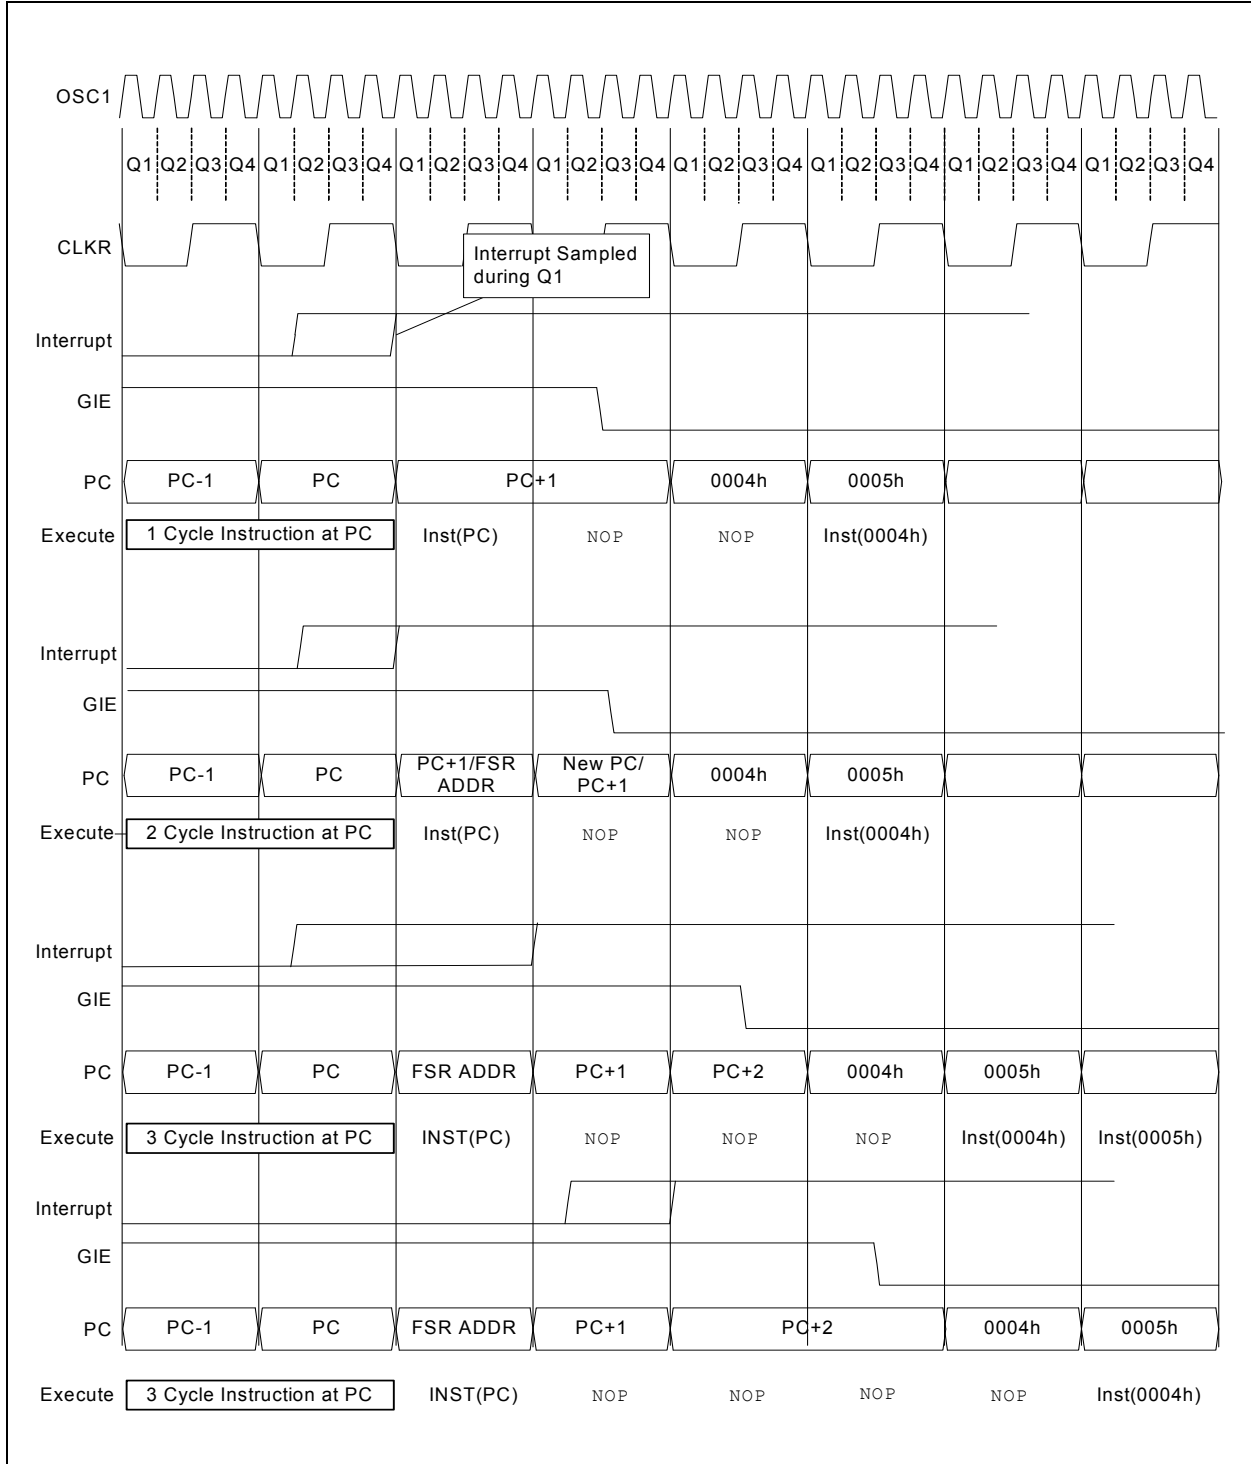 OSC1
Q1 Q2 Q3 Q4 Q1 Q2 Q3 Q4 Q1 Q2 Q3 Q4 Q1 Q2 Q3 Q4 Q1 Q2 Q3 Q4 Q1 Q2 Q3 Q4 Q1 Q2 Q3 Q4 Q1 Q2 Q3 Q4
CLKR
Interrupt Sampled
during Q1
Interrupt
GIE
PC PC-1 PC PC+1 0004h 0005h
Execute 1 Cycle Instruction at PC Inst(PC) NOP NOP Inst(0004h)
Interrupt
GIE
PC PC-1 PC PC+1/FSR ADDR New PC/ PC+1 0004h 0005h
Execute 2 Cycle Instruction at PC Inst(PC) NOP NOP Inst(0004h)
Interrupt
GIE
PC PC-1 PC FSR ADDR PC+1 PC+2 0004h 0005h
Execute 3 Cycle Instruction at PC INST(PC) NOP NOP NOP Inst(0004h) Inst(0005h)
Interrupt
GIE
PC PC-1 PC FSR ADDR PC+1 PC+2 0004h 0005h
Execute 3 Cycle Instruction at PC INST(PC) NOP NOP NOP NOP Inst(0004h)